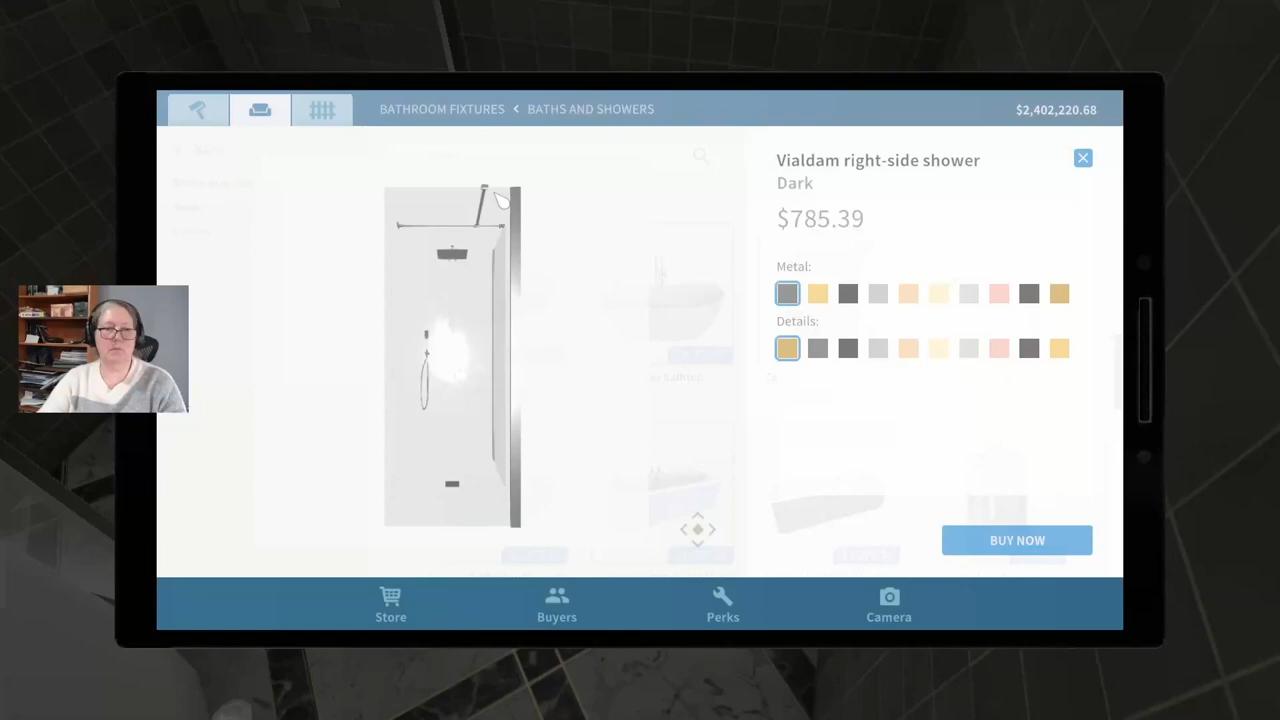 BATHROOM FIXTURES < BATHS AND SHOWERS
$2,402,220.68
Vialdam right-side shower
Dark
$785.39
Metal:
Details:
BUY NOW
Store
Buyers
Perks
Camera